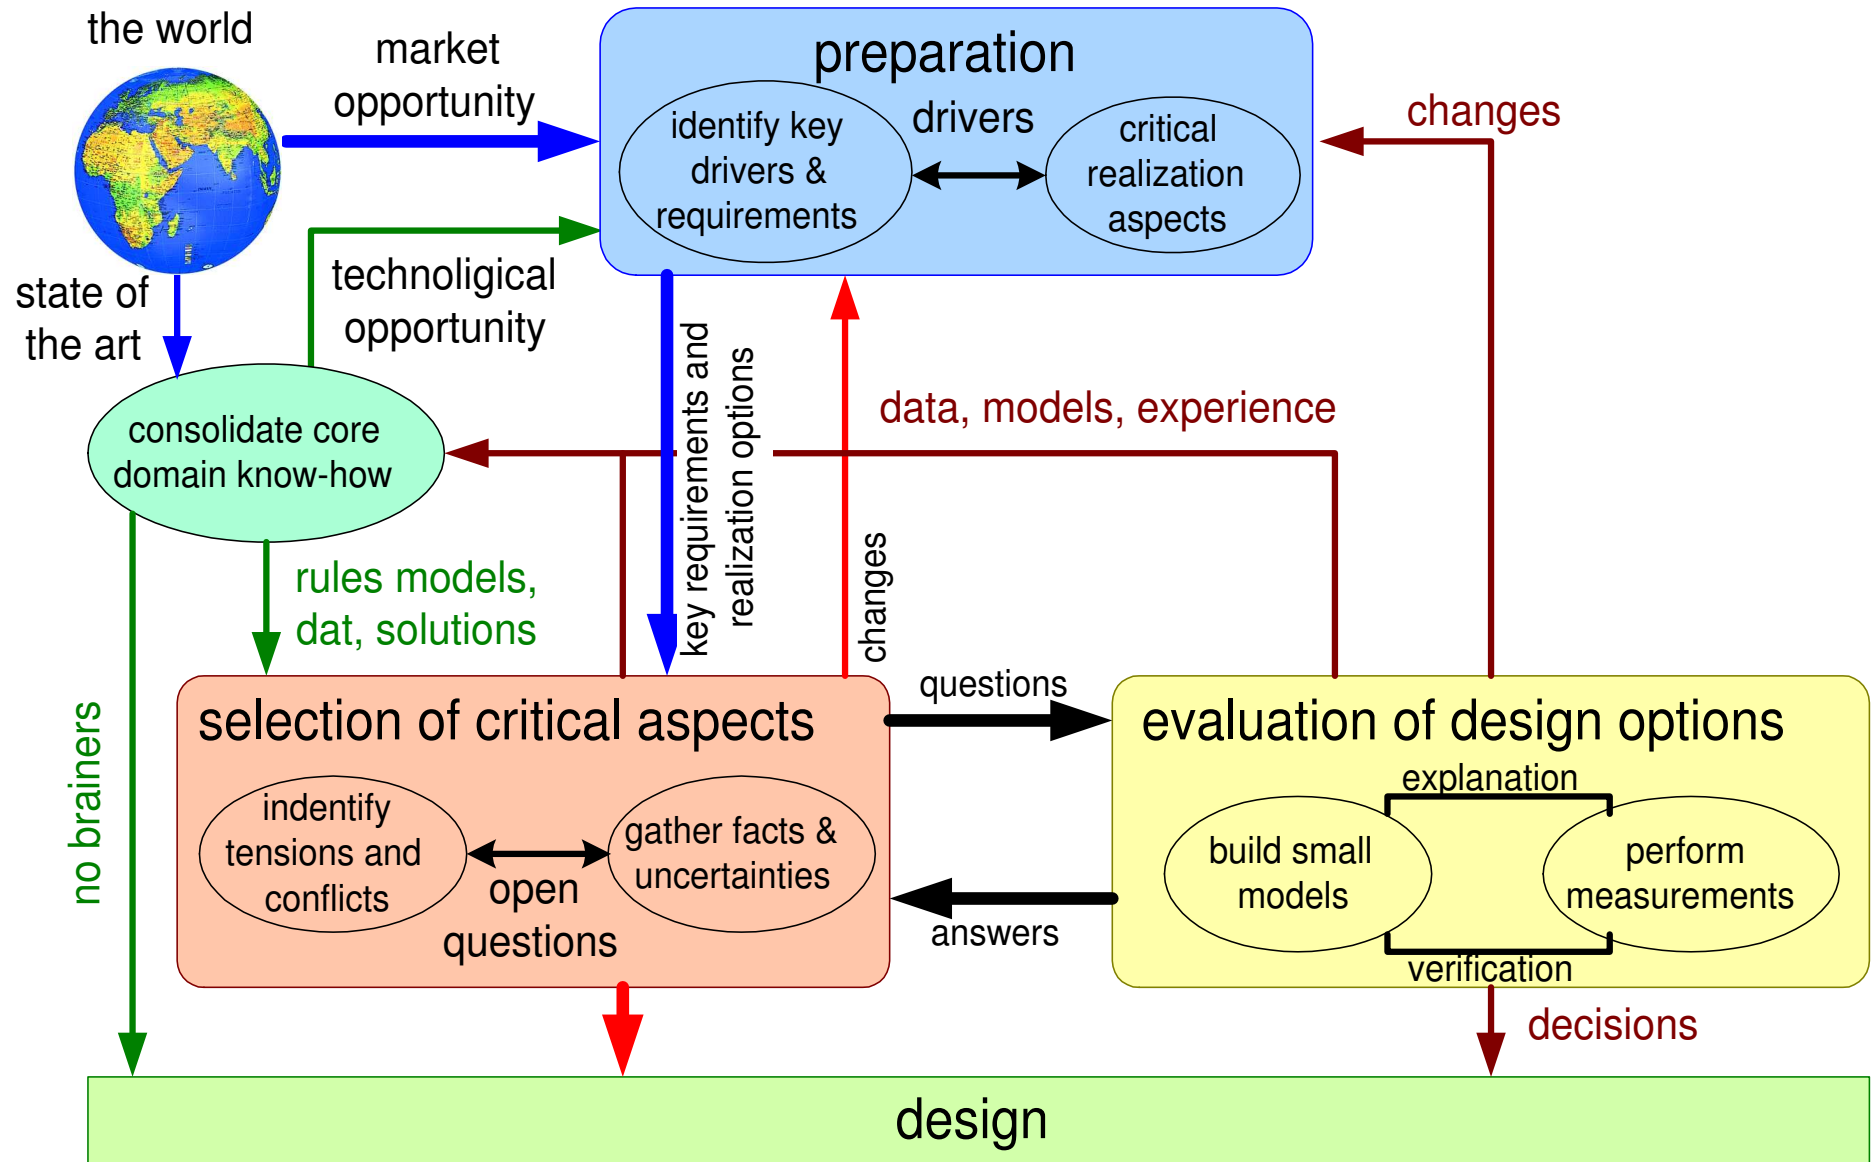 the world
market
opportunity
preparation
identify key
drivers &
requirements
drivers
critical
realization
aspects
changes
state of
the art
technoligical
opportunity
key requirements and
realization options
consolidate core
domain know-how
data, models, experience
rules models,
dat, solutions
changes
no brainers
selection of critical aspects
indentify
tensions and
conflicts
open
questions
gather facts &
uncertainties
questions
answers
evaluation of design options
explanation
build small
models
perform
measurements
verification
decisions
design